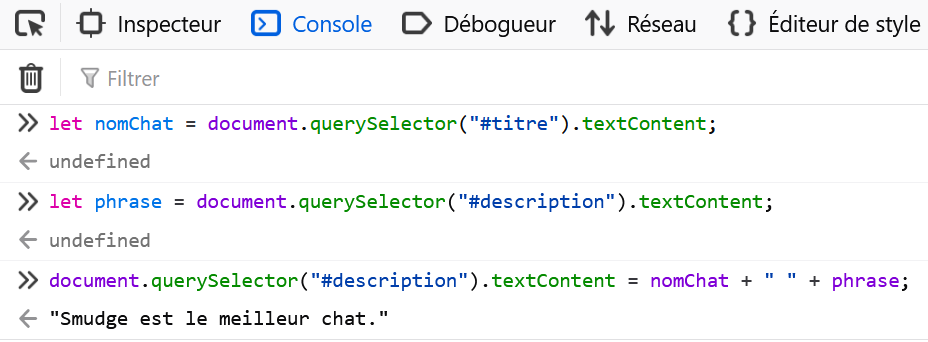 Inspecteur Console Débogueur Réseau {} Éditeur de style
Filtrer
>> let nomChat = document.querySelector("#titre").textContent;
← undefined
>> let phrase = document.querySelector("#description").textContent;
← undefined
>> document.querySelector("#description").textContent = nomChat + " " + phrase;
← "Smudge est le meilleur chat."